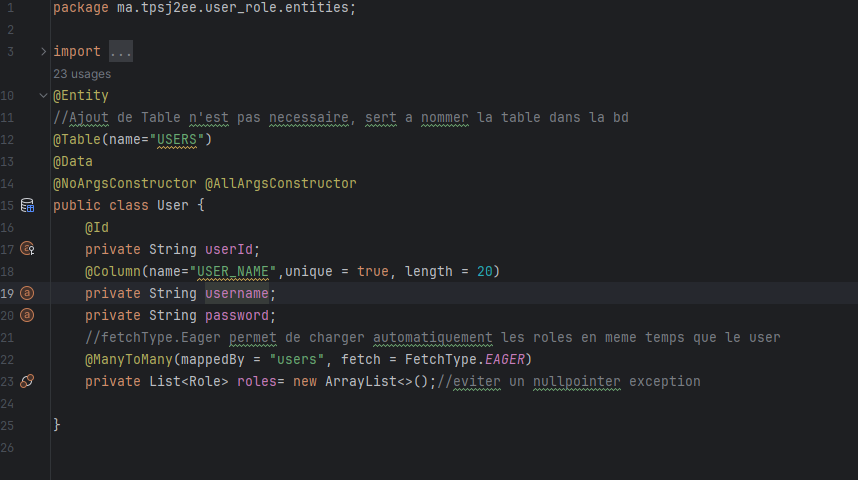 1 package ma.tpsj2ee.user_role.entities;
2
3 import ...
23 usages
10 @Entity
11 //Ajout de Table n'est pas necessaire, sert a nommer la table dans la bd
12 @Table(name="USERS")
13 @Data
14 @NoArgsConstructor @AllArgsConstructor
15 public class User {
16 @Id
17 private String userId;
18 @Column(name="USER_NAME",unique = true, length = 20)
19 private String username;
20 private String password;
21 //fetchType.Eager permet de charger automatiquement les roles en meme temps que le user
22 @ManyToMany(mappedBy = "users", fetch = FetchType.EAGER)
23 private List<Role> roles= new ArrayList<>();//eviter un nullpointer exception
24
25 }
26